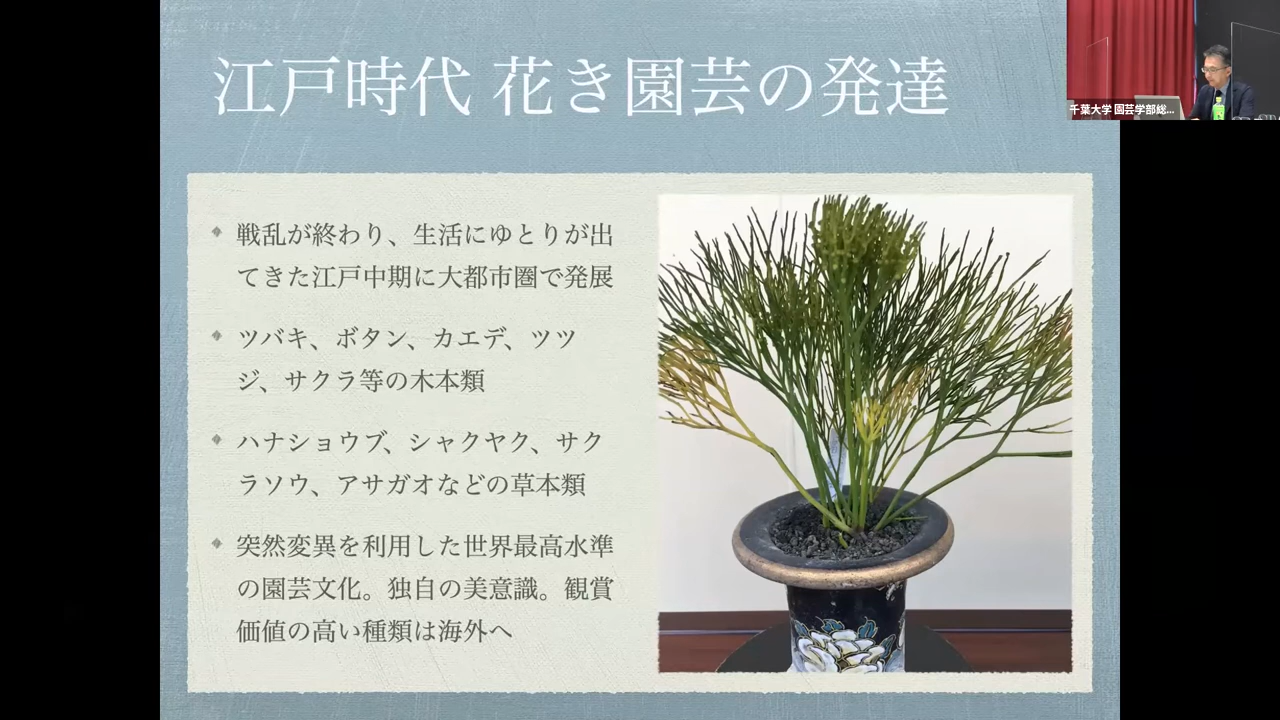 江戸時代 花き園芸の発達
千葉大学 園芸学部総...
戦乱が終わり、生活にゆとりが出
てきた江戸中期に大都市圏で発展
ツバキ、ボタン、カエデ、ツツ
ジ、サクラ等の木本類
ハナショウブ、シャクヤク、サク
ラソウ、アサガオなどの草本類
突然変異を利用した世界最高水準
の園芸文化。独自の美意識。観賞
価値の高い種類は海外へ